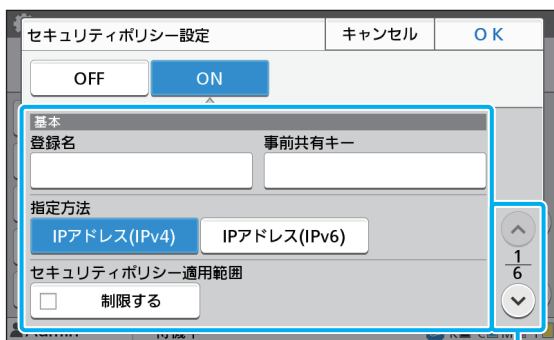 セキュリティポリシー設定
キャンセル
OK
OFF
ON
基本
登録名
事前共有キー
指定方法
IPアドレス(IPv4)
IPアドレス(IPv6)
セキュリティポリシー適用範囲
制限する
1
6